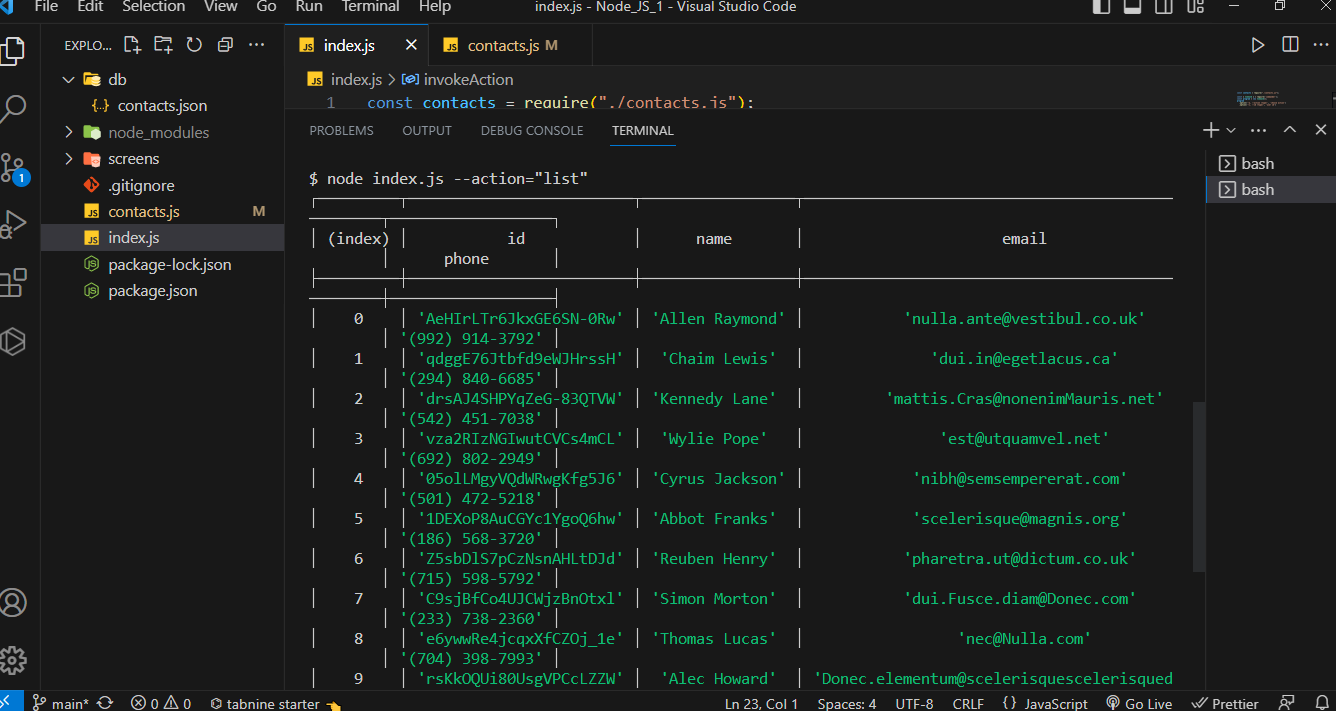 File Edit Selection View Go Run Terminal Help index.js - Node_JS_1 - Visual Studio Code
EXPLO... index.js contacts.js M
db
index.js > invokeAction
{..} contacts.json
1 const contacts = require("./contacts.js");
node_modules
PROBLEMS OUTPUT DEBUG CONSOLE TERMINAL
screens
bash
1
$ node index.js --action="list"
.gitignore
bash
contacts.js M
index.js
(index) id name email
phone
package-lock.json
package.json
0 'AeHIrLTr6JkxGE6SN-0Rw' 'Allen Raymond' 'nulla.ante@vestibul.co.uk'
'(992) 914-3792'
1 'qdggE76Jtbfd9eWJHrssH' 'Chaim Lewis' 'dui.in@egetlacus.ca'
'(294) 840-6685'
2 'drsAJ4SHPYqZeG-83QTVW' 'Kennedy Lane' 'mattis.Cras@nonenimMauris.net'
'(542) 451-7038'
3 'vza2RIzNGIwutCVCs4mCL' 'Wylie Pope' 'est@utquamvel.net'
'(692) 802-2949'
4 '05olLMgyVQdWRwgKfg5J6' 'Cyrus Jackson' 'nibh@semsempererat.com'
'(501) 472-5218'
5 '1DEXoP8AuCGYc1YgoQ6hw' 'Abbot Franks' 'scelerisque@magnis.org'
'(186) 568-3720'
6 'Z5sbDlS7pCzNsnAHLtDJd' 'Reuben Henry' 'pharetra.ut@dictum.co.uk'
'(715) 598-5792'
7 'C9sjBfCo4UJCWjzBnOtxl' 'Simon Morton' 'dui.Fusce.diam@Donec.com'
'(233) 738-2360'
8 'e6ywwRe4jcqxXfCZOj_1e' 'Thomas Lucas' 'nec@Nulla.com'
'(704) 398-7993'
9 'rsKkOQUi80UsgVPCcLZZW' 'Alec Howard' 'Donec.elementum@scelerisquescelerisqued
main* 0 0 tabnine starter Ln 23, Col 1 Spaces: 4 UTF-8 CRLF {} JavaScript Go Live Prettier